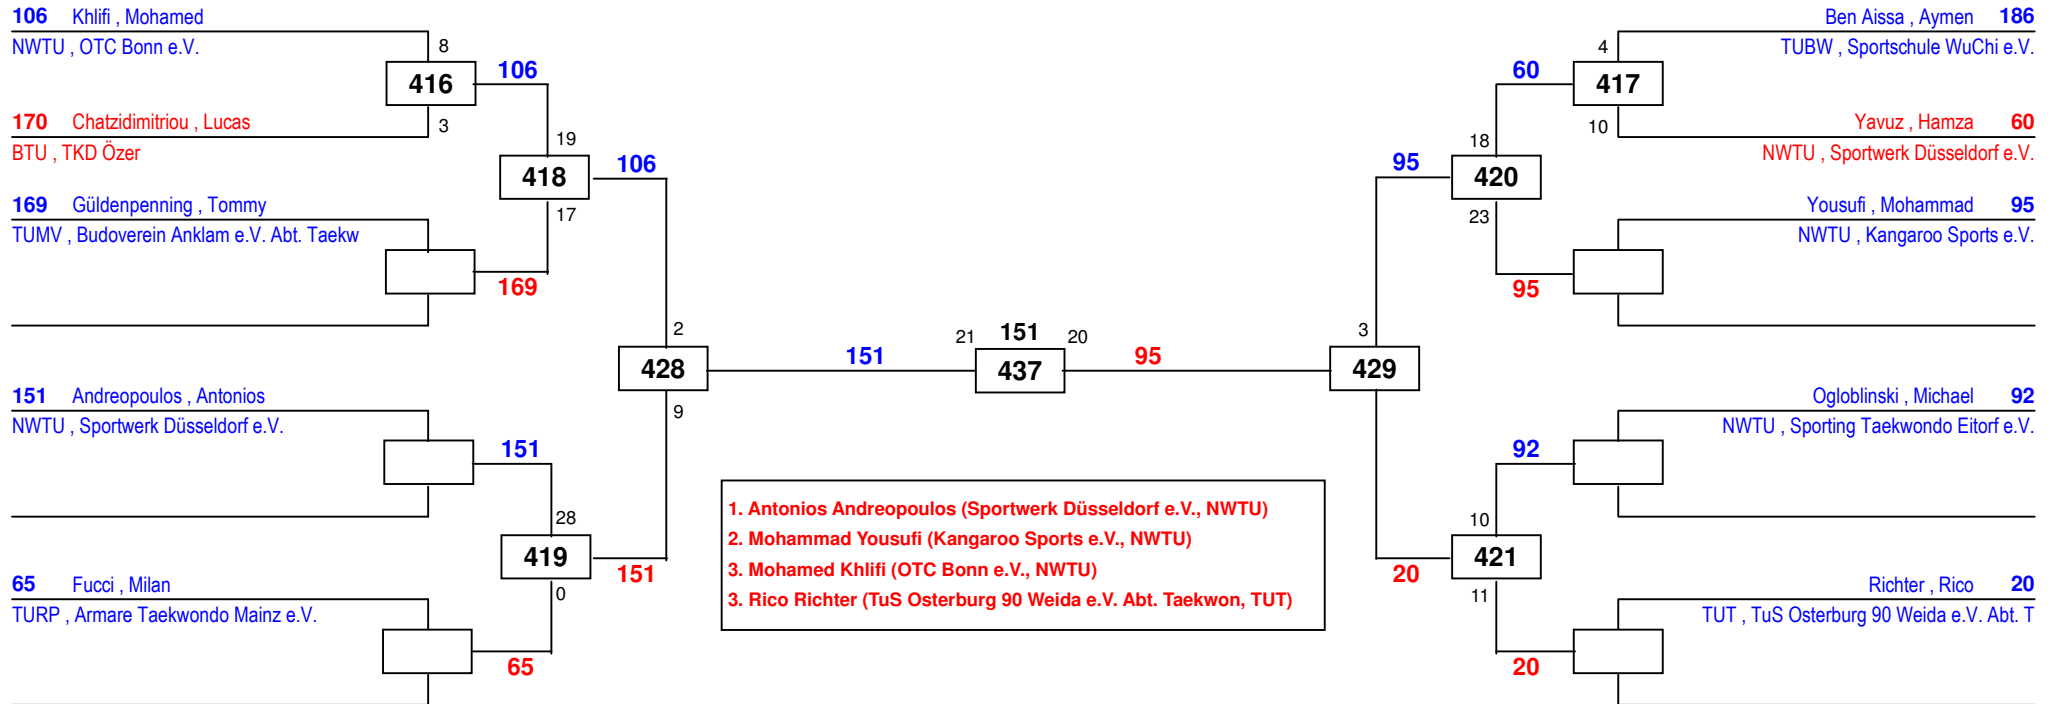 106 Khlifi , Mohamed
NWTU , OTC Bonn e.V.
8
416
106
3
170 Chatzidimitriou , Lucas
BTU , TKD Özer
19
418
106
17
169 Güldenpenning , Tommy
TUMV , Budoverein Anklam e.V. Abt. Taekw
169
2
428
151
9
151 Andreopoulos , Antonios
NWTU , Sportwerk Düsseldorf e.V.
151
28
419
151
0
65 Fucci , Milan
TURP , Armare Taekwondo Mainz e.V.
65
21 151 20
437
95
1. Antonios Andreopoulos (Sportwerk Düsseldorf e.V., NWTU)
2. Mohammad Yousufi (Kangaroo Sports e.V., NWTU)
3. Mohamed Khlifi (OTC Bonn e.V., NWTU)
3. Rico Richter (TuS Osterburg 90 Weida e.V. Abt. Taekwon, TUT)
Ben Aissa , Aymen 186
TUBW , Sportschule WuChi e.V.
4
60
417
10
Yavuz , Hamza 60
NWTU , Sportwerk Düsseldorf e.V.
18
95
420
23
Yousufi , Mohammad 95
NWTU , Kangaroo Sports e.V.
95
3
429
Ogloblinski , Michael 92
NWTU , Sporting Taekwondo Eitorf e.V.
92
10
421
20
11
Richter , Rico 20
TUT , TuS Osterburg 90 Weida e.V. Abt. T
20